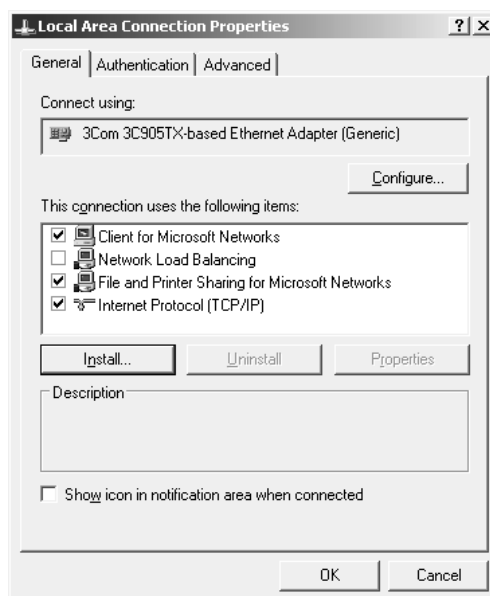 Local Area Connection Properties
General Authentication Advanced
Connect using:
3Com 3C905TX-based Ethernet Adapter (Generic)
Configure...
This connection uses the following items:
Client for Microsoft Networks
Network Load Balancing
File and Printer Sharing for Microsoft Networks
Internet Protocol (TCP/IP)
Install... Uninstall Properties
Description
Show icon in notification area when connected
OK Cancel